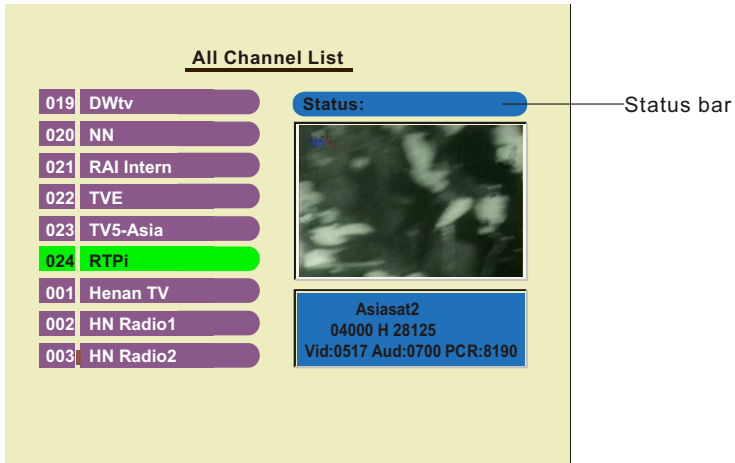 All Channel List
019 DWtv
020 NN
021 RAI Intern
022 TVE
023 TV5-Asia
024 RTPi
001 Henan TV
002 HN Radio1
003 HN Radio2
Status:
Status bar
Asiasat2
04000 H 28125
Vid:0517 Aud:0700 PCR:8190